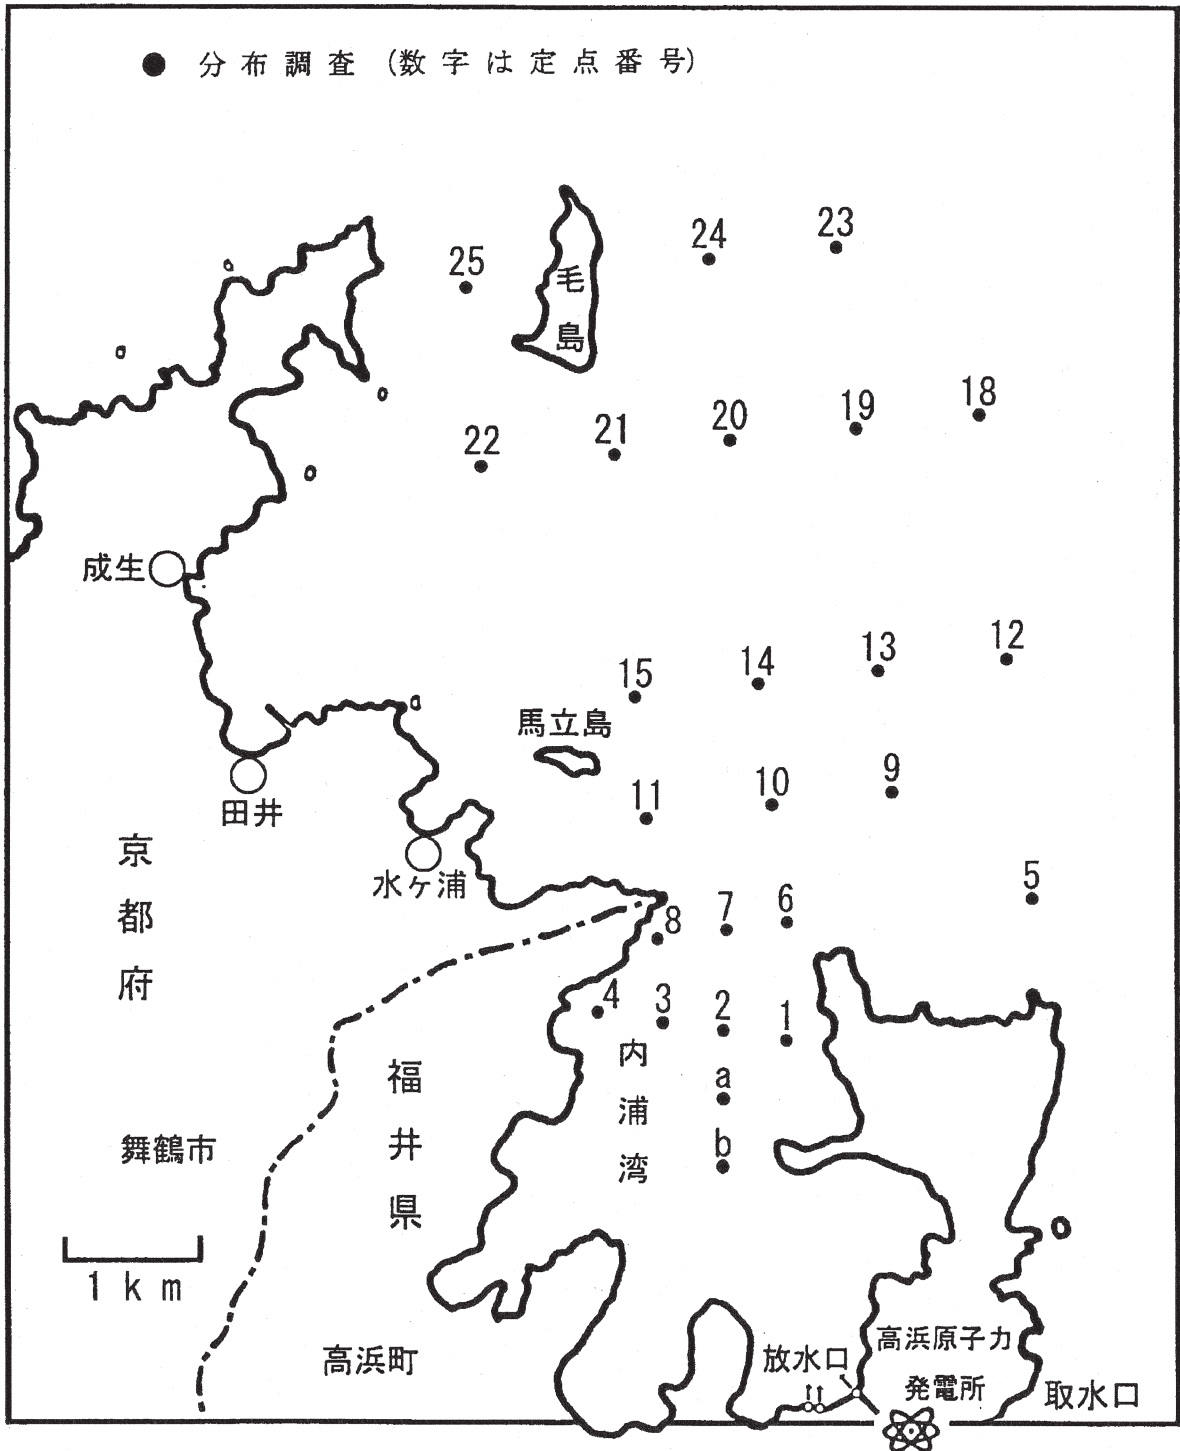 分布調査 (数字は定点番号)
23
24
25
毛島
18
19
20
21
22
成生
12
13
14
15
馬立島
9
10
11
田井
水ヶ浦
京都府
5
6
7
8
4
3
2
1
内浦湾
a
b
福井県
舞鶴市
1km
高浜町
放水口
高浜原子力
発電所
取水口